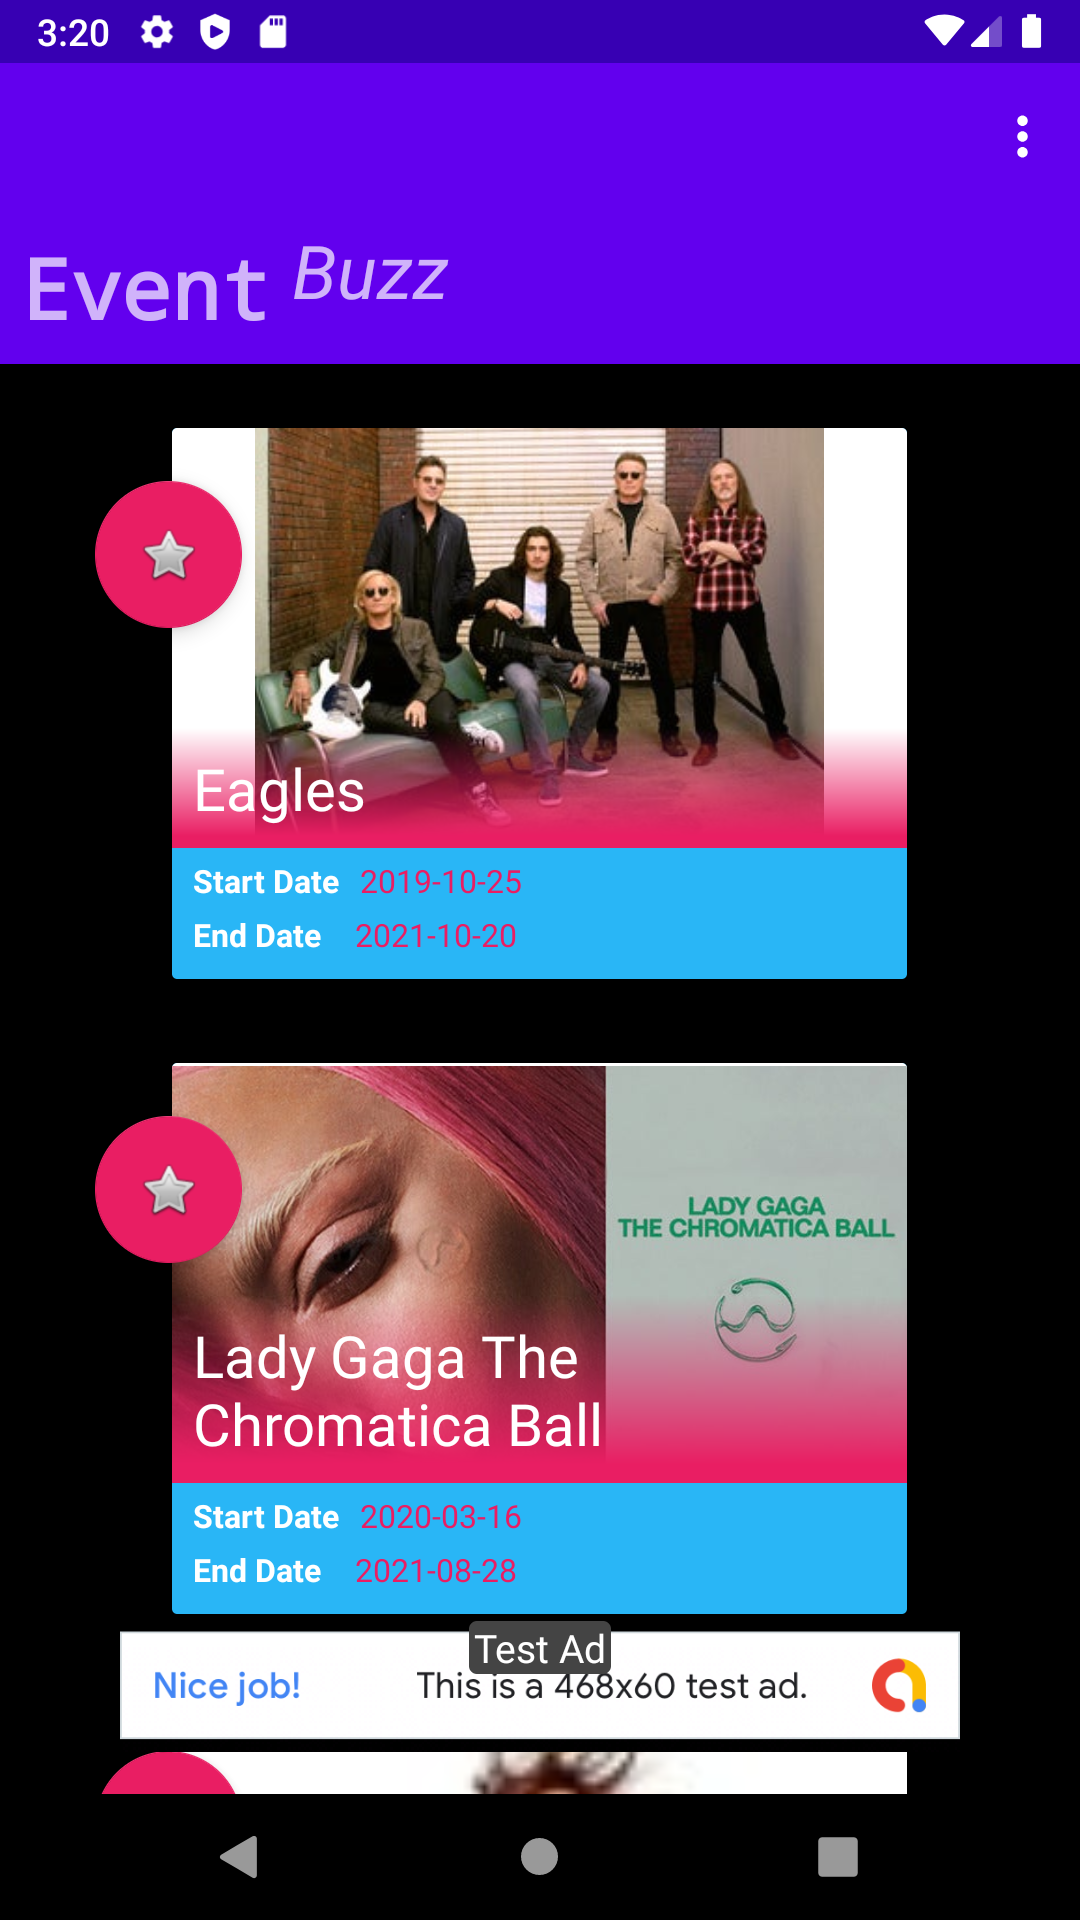 3:20
Event Buzz
Eagles
Start Date 2019-10-25
End Date 2021-10-20
LADY GAGA
THE CHROMATICA BALL
Lady Gaga The
Chromatica Ball
Start Date 2020-03-16
End Date 2021-08-28
Test Ad
Nice job! This is a 468x60 test ad.